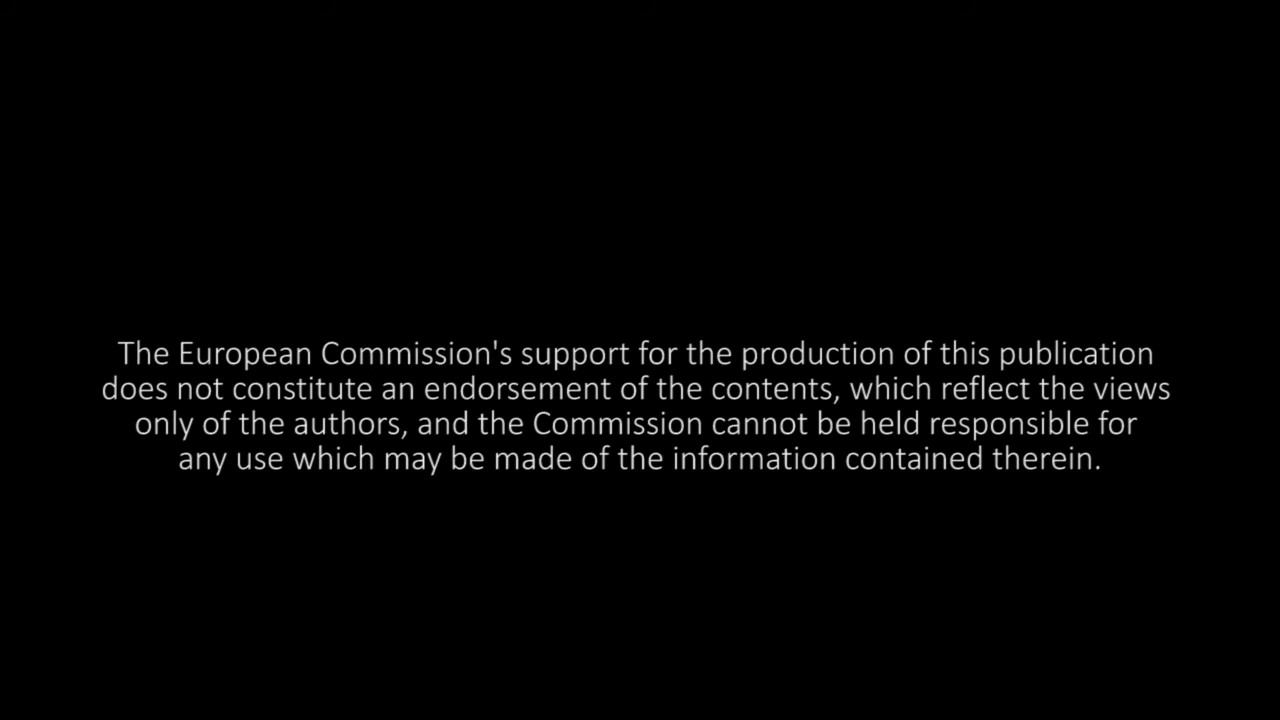 The European Commission's support for the production of this publication
does not constitute an endorsement of the contents, which reflect the views
only of the authors, and the Commission cannot be held responsible for
any use which may be made of the information contained therein.